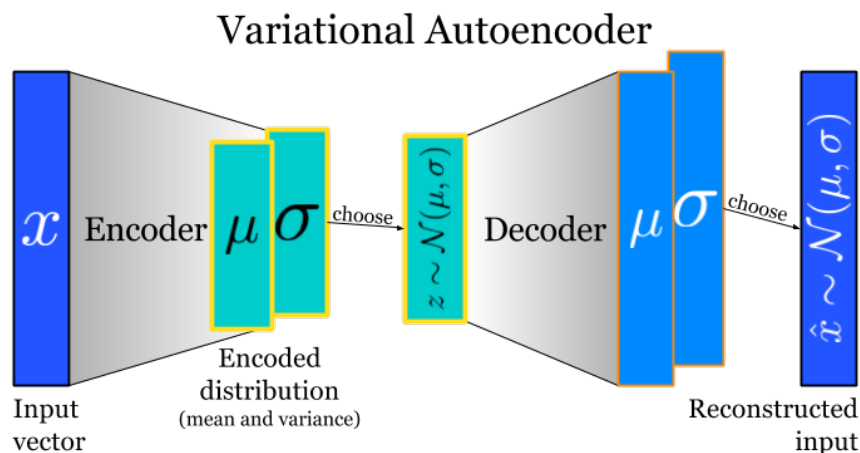 Variational Autoencoder
x
Encoder
μ
σ
choose
z ∼ N(μ, σ)
Decoder
μ
σ
choose
x̂ ∼ N(μ, σ)
Encoded
distribution
(mean and variance)
Input
vector
Reconstructed
input